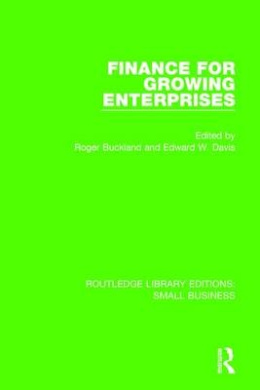 FINANCE FOR
GROWING
ENTERPRISES
Edited by
Roger Buckland and Edward W. Davis
ROUTLEDGE LIBRARY EDITIONS:
SMALL BUSINESS
Routledge